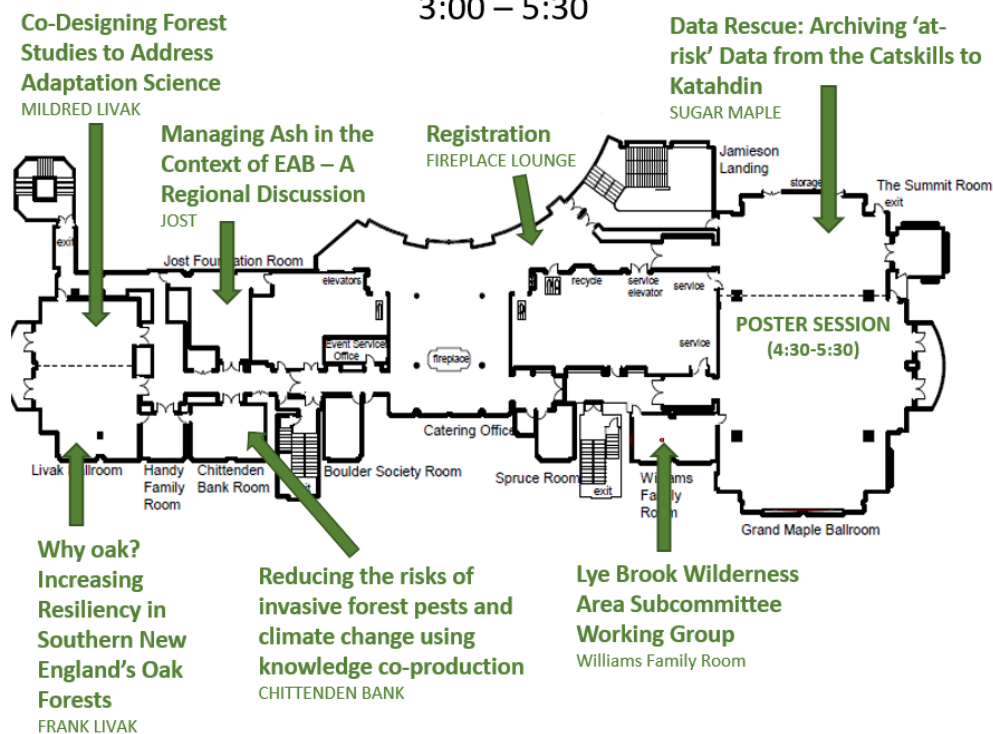 3:00 – 5:30
Co-Designing Forest
Studies to Address
Adaptation Science
MILDRED LIVAK
Managing Ash in the
Context of EAB – A
Regional Discussion
JOST
Registration
FIREPLACE LOUNGE
Data Rescue: Archiving ‘at-
risk’ Data from the Catskills to
Katahdin
SUGAR MAPLE
Jamieson
Landing
storage
The Summit Room
exit
exit
Jost Foundation Room
elevators
recycle
service
elevator
service
POSTER SESSION
(4:30-5:30)
Event Service
Office
fireplace
service
Catering Office
Livak Ballroom
Handy
Family
Room
Chittenden
Bank Room
exit
Boulder Society Room
Spruce Room
exit
Williams
Family
Room
Grand Maple Ballroom
Why oak?
Increasing
Resiliency in
Southern New
England’s Oak
Forests
FRANK LIVAK
Reducing the risks of
invasive forest pests and
climate change using
knowledge co-production
CHITTENDEN BANK
Lye Brook Wilderness
Area Subcommittee
Working Group
Williams Family Room